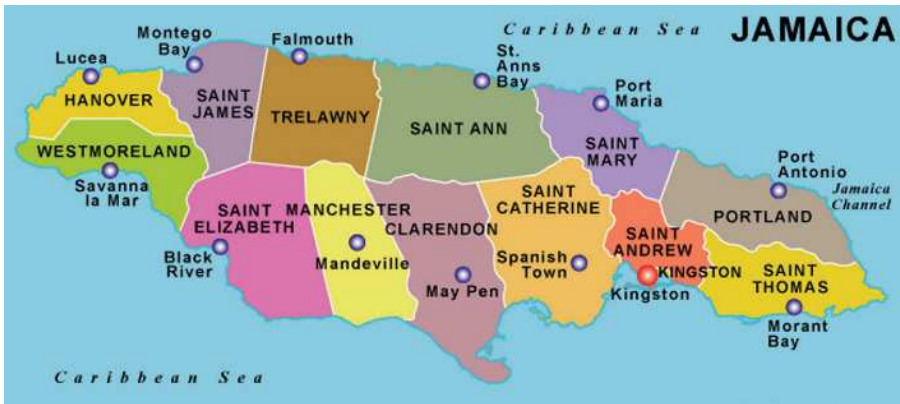 Caribbean Sea
JAMAICA
Montego
Bay
Falmouth
St.
Anns
Bay
Lucea
Port
Maria
HANOVER
SAINT
JAMES
TRELAWNY
SAINT ANN
SAINT
MARY
WESTMORELAND
Savanna
la Mar
Port
Antonio
Jamaica
Channel
PORTLAND
SAINT
ELIZABETH
MANCHESTER
CLARENDON
SAINT
CATHERINE
SAINT
ANDREW
Black
River
Mandeville
May Pen
Spanish
Town
KINGSTON
Kingston
SAINT
THOMAS
Morant
Bay
Caribbean Sea